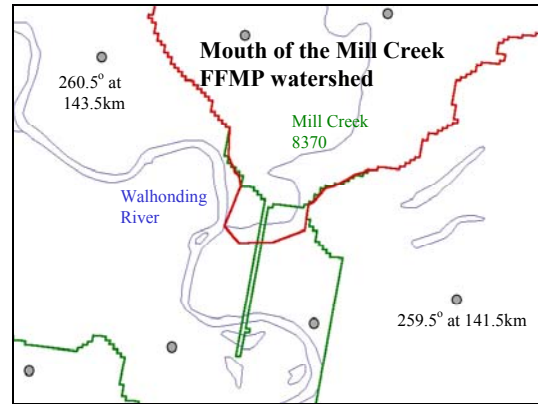 Mouth of the Mill Creek
FFMP watershed
260.5° at
143.5km
Mill Creek
8370
Walhonding
River
259.5° at 141.5km